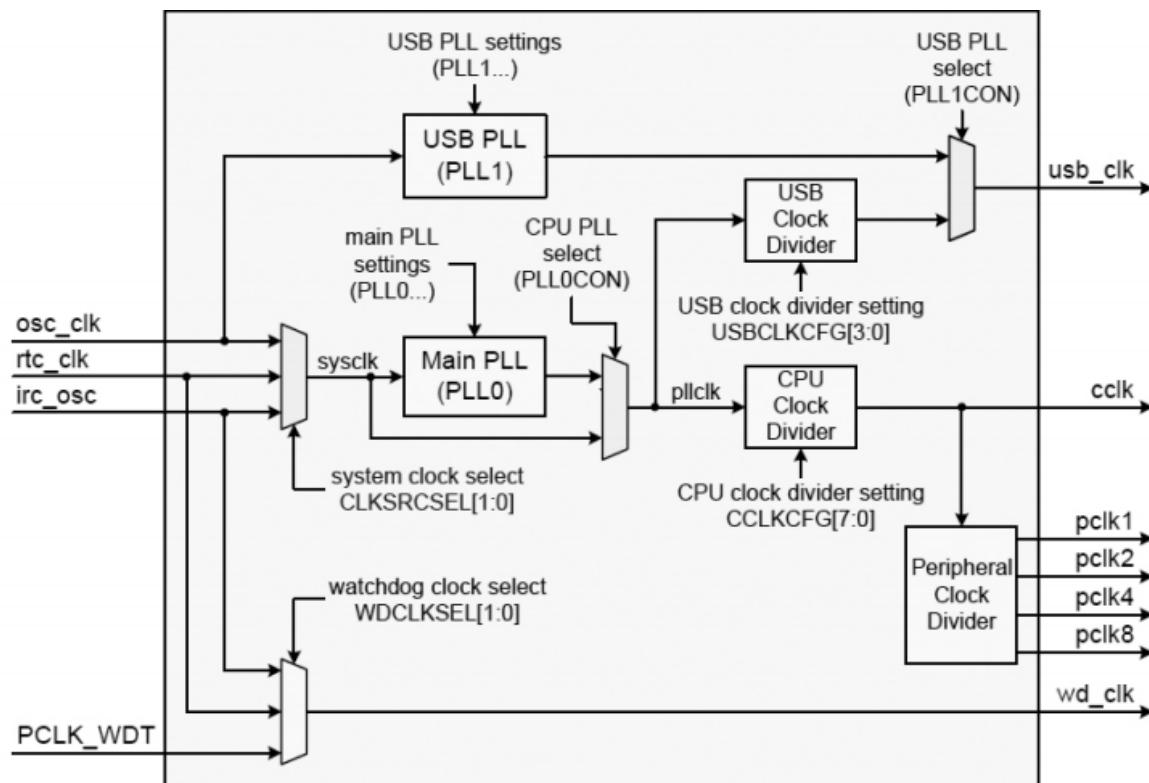 USB PLL settings
(PLL1...)
USB PLL
select
(PLL1CON)
USB PLL
(PLL1)
usb_clk
USB
Clock
Divider
main PLL
settings
(PLL0...)
CPU PLL
select
(PLL0CON)
USB clock divider setting
USBCLKCFG[3:0]
osc_clk
rtc_clk
irc_osc
sysclk
Main PLL
(PLL0)
pllclk
CPU
Clock
Divider
cclk
system clock select
CLKSRCSEL[1:0]
CPU clock divider setting
CCLKCFG[7:0]
Peripheral
Clock
Divider
pclk1
pclk2
pclk4
pclk8
watchdog clock select
WDCLKSEL[1:0]
PCLK_WDT
wd_clk